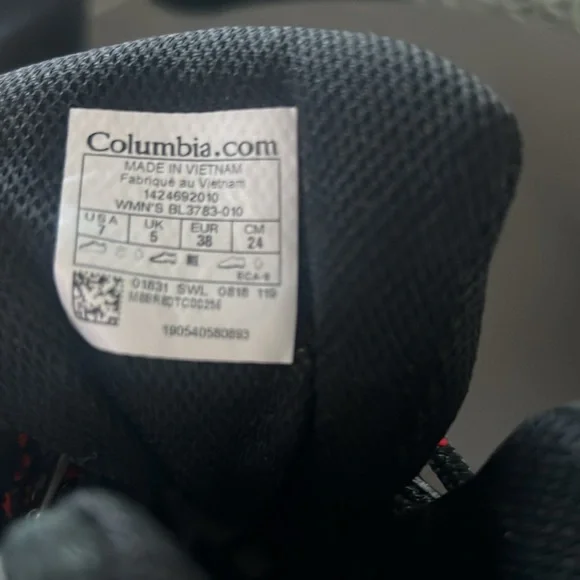 Columbia.com
MADE IN VIETNAM
Fabriqué au Vietnam
1424692010
WMN'S BL3783-010
USA UK EUR CM
7 5 38 24
01831 SWL 0818 119
190540580893